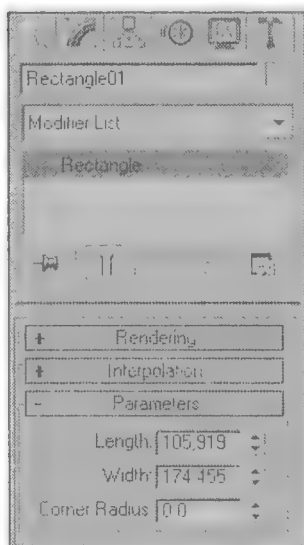 Rectangle01
Modifier List
Rectangle
+ Rendering
+ Interpolation
- Parameters
Length: 105,919
Width: 174,455
Corner Radius: 0,0